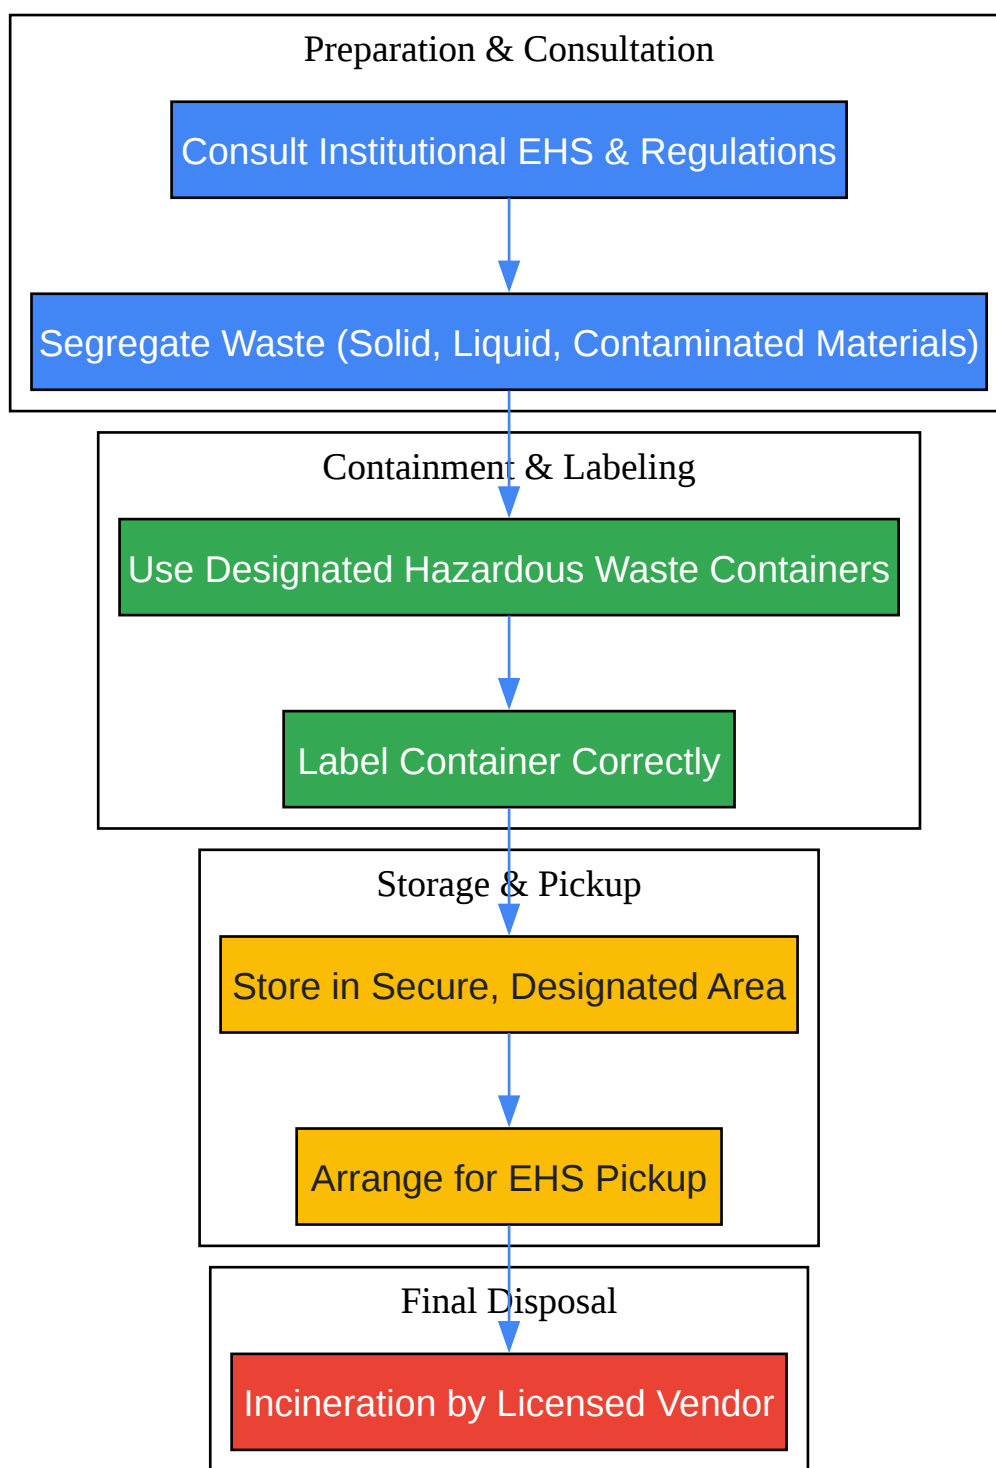 Preparation & Consultation
Consult Institutional EHS & Regulations
Segregate Waste (Solid, Liquid, Contaminated Materials)
Containment & Labeling
Use Designated Hazardous Waste Containers
Label Container Correctly
Storage & Pickup
Store in Secure, Designated Area
Arrange for EHS Pickup
Final Disposal
Incineration by Licensed Vendor